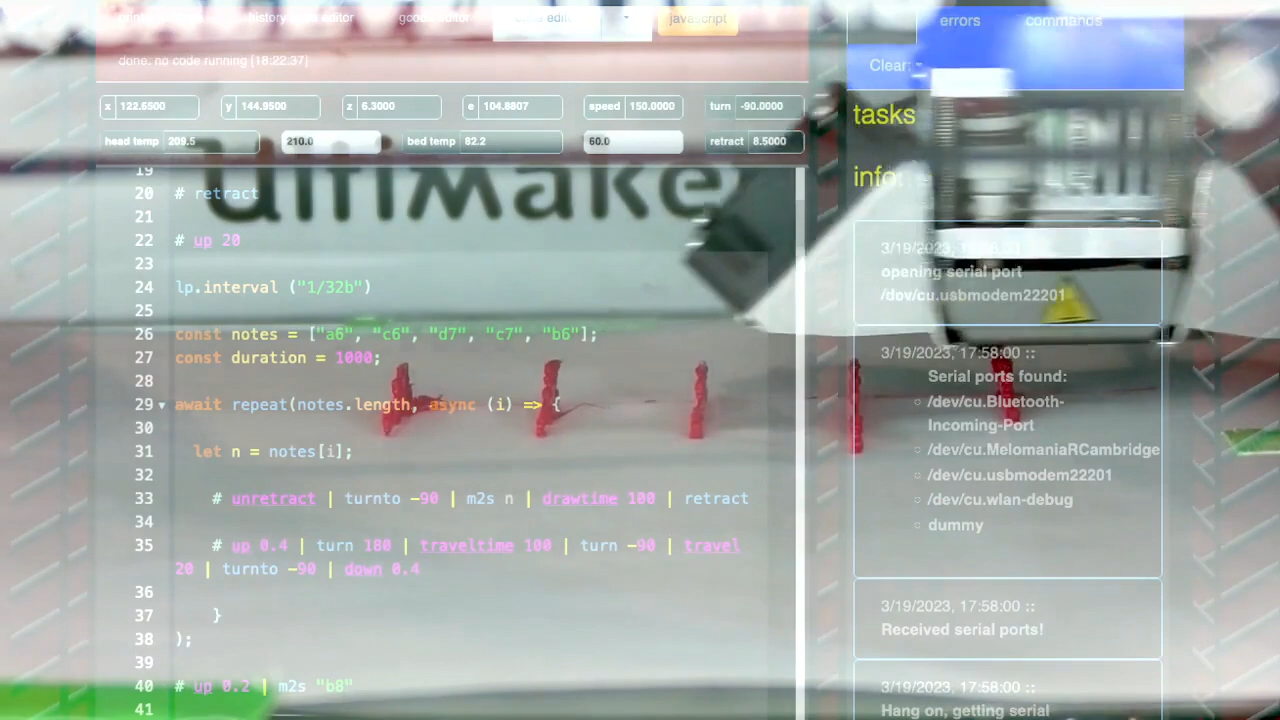 history
editor
editor
javascript
errors
commands
done. no code running [18:22:37]
Clear:
x 122.5500
y 144.9500
z 6.3000
e 104.8807
speed 150.0000
turn -90.0000
head temp 209.5
210.0
bed temp 82.2
60.0
retract 8.5000
tasks
info:
ultiMake
19
20 # retract
21
22 # up 20
23
24 lp.interval ("1/32b")
25
26 const notes = ["a6", "c6", "d7", "c7", "b6"];
27 const duration = 1000;
28
29 await repeat(notes.length, async (i) => {
30
31 let n = notes[i];
32
33 # unretract | turnto -90 | m2s n | drawtime 100 | retract
34
35 # up 0.4 | turn 180 | traveltime 100 | turn -90 | travel
20 | turnto -90 | down 0.4
36
37 }
38 );
39
40 # up 0.2 | m2s "b8"
41
3/19/2023,
opening serial port
/dev/cu.usbmodem22201
3/19/2023, 17:58:00 ::
Serial ports found:
/dev/cu.Bluetooth-
Incoming-Port
/dev/cu.MelomaniaRCambridge
/dev/cu.usbmodem22201
/dev/cu.wlan-debug
dummy
3/19/2023, 17:58:00 ::
Received serial ports!
3/19/2023, 17:58:00 ::
Hang on, getting serial